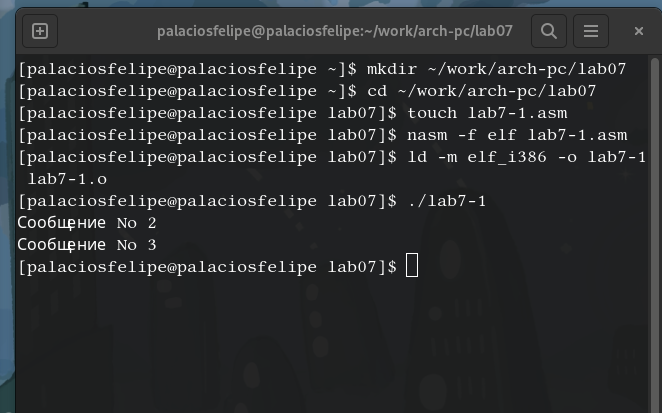 palaciosfelipe@palaciosfelipe:~/work/arch-pc/lab07
[palaciosfelipe@palaciosfelipe ~]$ mkdir ~/work/arch-pc/lab07
[palaciosfelipe@palaciosfelipe ~]$ cd ~/work/arch-pc/lab07
[palaciosfelipe@palaciosfelipe lab07]$ touch lab7-1.asm
[palaciosfelipe@palaciosfelipe lab07]$ nasm -f elf lab7-1.asm
[palaciosfelipe@palaciosfelipe lab07]$ ld -m elf_i386 -o lab7-1
lab7-1.o
[palaciosfelipe@palaciosfelipe lab07]$ ./lab7-1
Сообщение No 2
Сообщение No 3
[palaciosfelipe@palaciosfelipe lab07]$